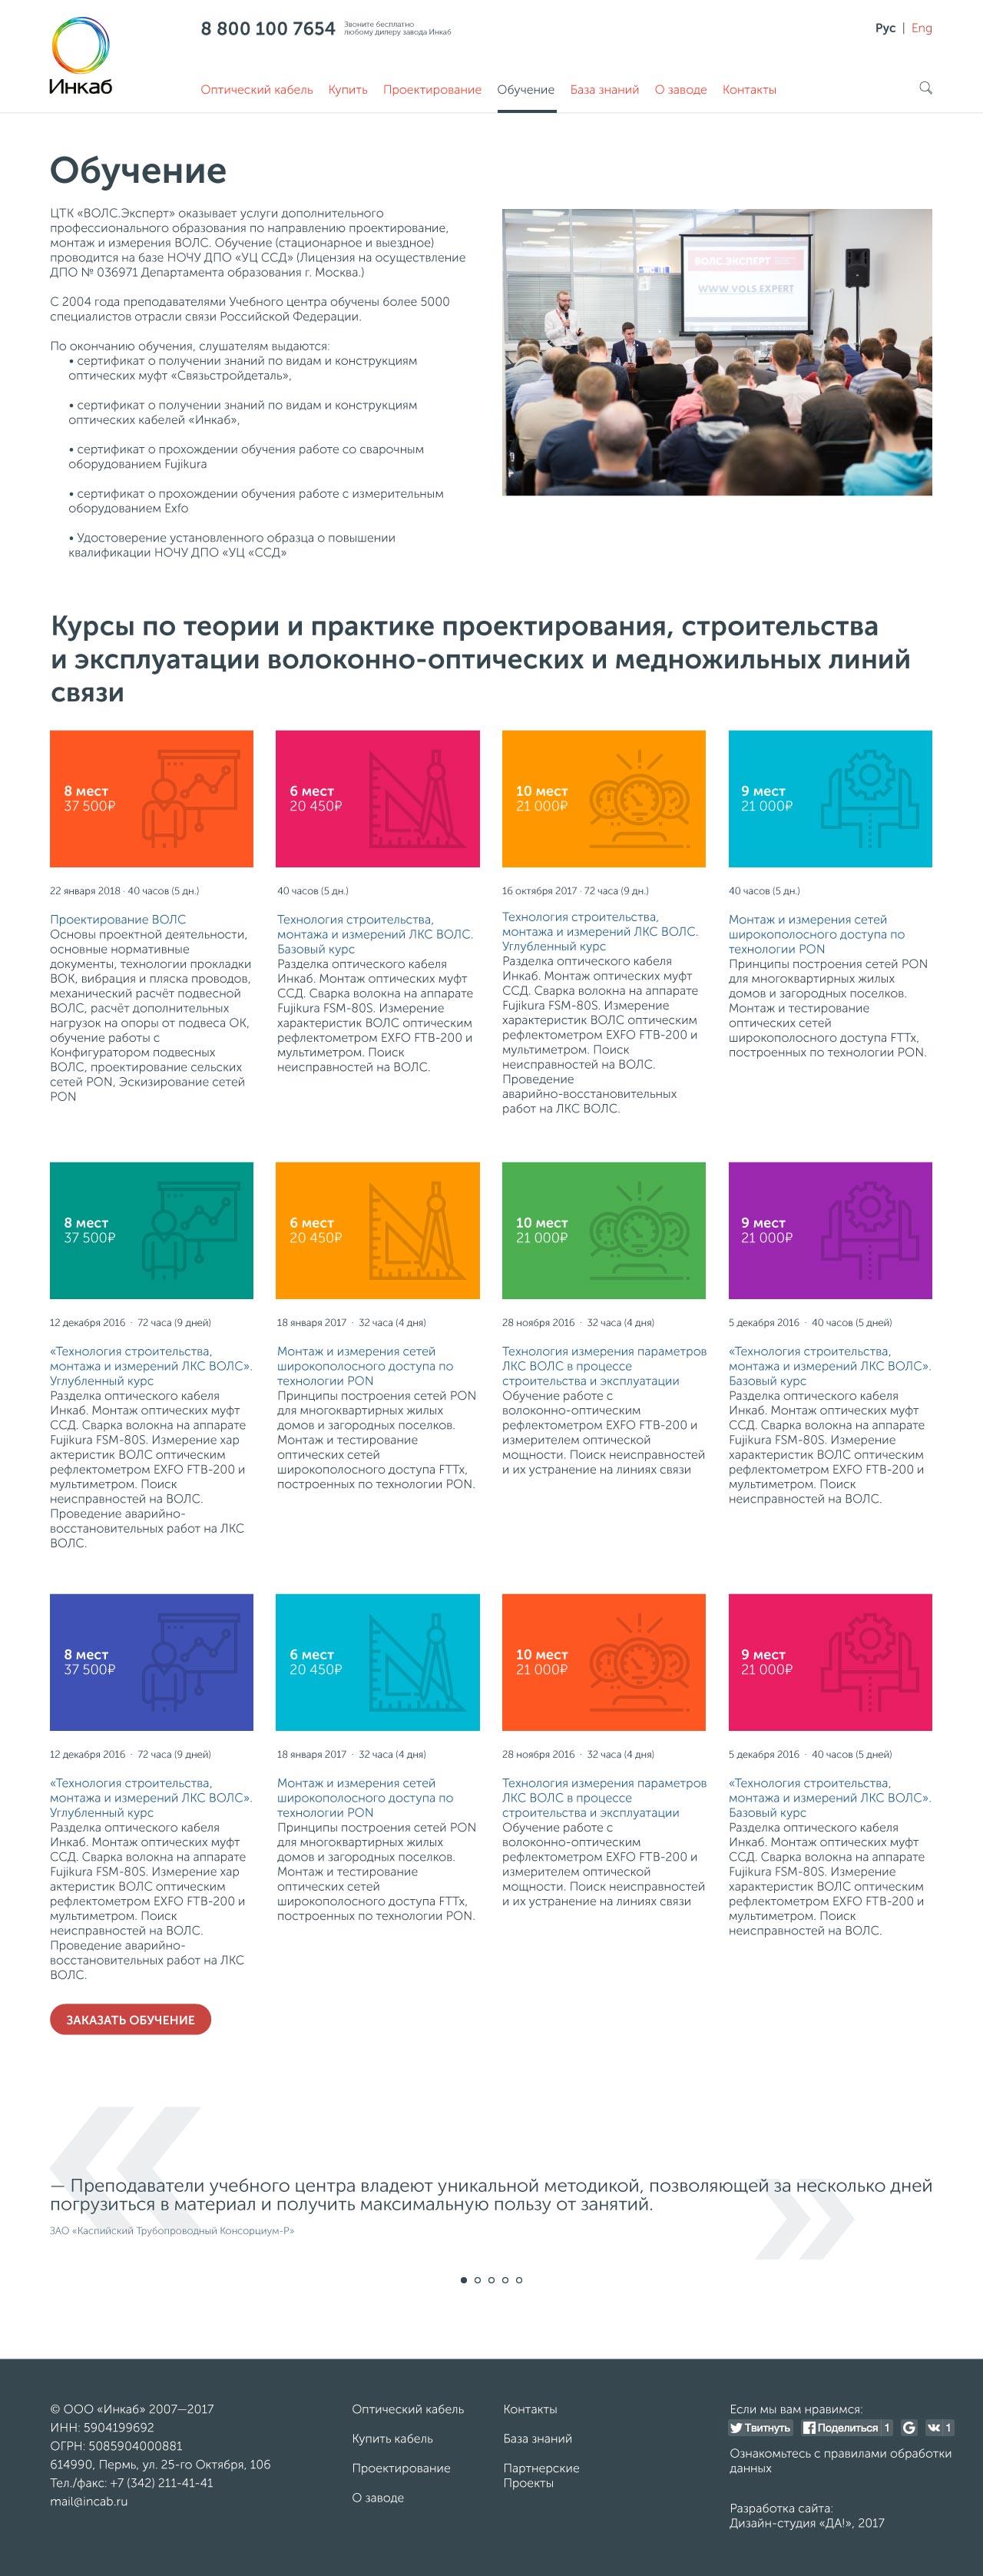 Инкаб
8 800 100 7654
Звоните бесплатно
любому дилеру завода Инкаб
Рус | Eng
Оптический кабель Купить Проектирование Обучение База знаний О заводе Контакты
Обучение
ЦТК «ВОЛС.Эксперт» оказывает услуги дополнительного
профессионального образования по направлению проектирование,
монтаж и измерения ВОЛС. Обучение (стационарное и выездное)
проводится на базе НОЧУ ДПО «УЦ ССД» (Лицензия на осуществление
ДПО № 036971 Департамента образования г. Москва.)
С 2004 года преподавателями Учебного центра обучены более 5000
специалистов отрасли связи Российской Федерации.
По окончанию обучения, слушателям выдаются:
• сертификат о получении знаний по видам и конструкциям
оптических муфт «Связьстройдеталь»,
• сертификат о получении знаний по видам и конструкциям
оптических кабелей «Инкаб»,
• сертификат о прохождении обучения работе со сварочным
оборудованием Fujikura
• сертификат о прохождении обучения работе с измерительным
оборудованием Exfo
• Удостоверение установленного образца о повышении
квалификации НОЧУ ДПО «УЦ «ССД»
ВОЛС.ЭКСПЕРТ
WWW.VOLS.EXPERT
Курсы по теории и практике проектирования, строительства
и эксплуатации волоконно-оптических и медножильных линий
связи
8 мест
37 500₽
22 января 2018 · 40 часов (5 дн.)
Проектирование ВОЛС
Основы проектной деятельности,
основные нормативные
документы, технологии прокладки
ВОК, вибрация и пляска проводов,
механический расчёт подвесной
ВОЛС, расчёт дополнительных
нагрузок на опоры от подвеса ОК,
обучение работы с
Конфигуратором подвесных
ВОЛС, проектирование сельских
сетей PON, Эскизирование сетей
PON
6 мест
20 450₽
40 часов (5 дн.)
Технология строительства,
монтажа и измерений ЛКС ВОЛС.
Базовый курс
Разделка оптического кабеля
Инкаб. Монтаж оптических муфт
ССД. Сварка волокна на аппарате
Fujikura FSM-80S. Измерение
характеристик ВОЛС оптическим
рефлектометром EXFO FTB-200 и
мультиметром. Поиск
неисправностей на ВОЛС.
10 мест
21 000₽
16 октября 2017 · 72 часа (9 дн.)
Технология строительства,
монтажа и измерений ЛКС ВОЛС.
Углубленный курс
Разделка оптического кабеля
Инкаб. Монтаж оптических муфт
ССД. Сварка волокна на аппарате
Fujikura FSM-80S. Измерение
характеристик ВОЛС оптическим
рефлектометром EXFO FTB-200 и
мультиметром. Поиск
неисправностей на ВОЛС.
Проведение
аварийно-восстановительных
работ на ЛКС ВОЛС.
9 мест
21 000₽
40 часов (5 дн.)
Монтаж и измерения сетей
широкополосного доступа по
технологии PON
Принципы построения сетей PON
для многоквартирных жилых
домов и загородных поселков.
Монтаж и тестирование
оптических сетей
широкополосного доступа FTTx,
построенных по технологии PON.
8 мест
37 500₽
12 декабря 2016 · 72 часа (9 дней)
«Технология строительства,
монтажа и измерений ЛКС ВОЛС».
Углубленный курс
Разделка оптического кабеля
Инкаб. Монтаж оптических муфт
ССД. Сварка волокна на аппарате
Fujikura FSM-80S. Измерение хар
актеристик ВОЛС оптическим
рефлектометром EXFO FTB-200 и
мультиметром. Поиск
неисправностей на ВОЛС.
Проведение аварийно-
восстановительных работ на ЛКС
ВОЛС.
6 мест
20 450₽
18 января 2017 · 32 часа (4 дня)
Монтаж и измерения сетей
широкополосного доступа по
технологии PON
Принципы построения сетей PON
для многоквартирных жилых
домов и загородных поселков.
Монтаж и тестирование
оптических сетей
широкополосного доступа FTTx,
построенных по технологии PON.
10 мест
21 000₽
28 ноября 2016 · 32 часа (4 дня)
Технология измерения параметров
ЛКС ВОЛС в процессе
строительства и эксплуатации
Обучение работе с
волоконно-оптическим
рефлектометром EXFO FTB-200 и
измерителем оптической
мощности. Поиск неисправностей
и их устранение на линиях связи
9 мест
21 000₽
5 декабря 2016 · 40 часов (5 дней)
«Технология строительства,
монтажа и измерений ЛКС ВОЛС».
Базовый курс
Разделка оптического кабеля
Инкаб. Монтаж оптических муфт
ССД. Сварка волокна на аппарате
Fujikura FSM-80S. Измерение
характеристик ВОЛС оптическим
рефлектометром EXFO FTB-200 и
мультиметром. Поиск
неисправностей на ВОЛС.
8 мест
37 500₽
12 декабря 2016 · 72 часа (9 дней)
«Технология строительства,
монтажа и измерений ЛКС ВОЛС».
Углубленный курс
Разделка оптического кабеля
Инкаб. Монтаж оптических муфт
ССД. Сварка волокна на аппарате
Fujikura FSM-80S. Измерение хар
актеристик ВОЛС оптическим
рефлектометром EXFO FTB-200 и
мультиметром. Поиск
неисправностей на ВОЛС.
Проведение аварийно-
восстановительных работ на ЛКС
ВОЛС.
6 мест
20 450₽
18 января 2017 · 32 часа (4 дня)
Монтаж и измерения сетей
широкополосного доступа по
технологии PON
Принципы построения сетей PON
для многоквартирных жилых
домов и загородных поселков.
Монтаж и тестирование
оптических сетей
широкополосного доступа FTTx,
построенных по технологии PON.
10 мест
21 000₽
28 ноября 2016 · 32 часа (4 дня)
Технология измерения параметров
ЛКС ВОЛС в процессе
строительства и эксплуатации
Обучение работе с
волоконно-оптическим
рефлектометром EXFO FTB-200 и
измерителем оптической
мощности. Поиск неисправностей
и их устранение на линиях связи
9 мест
21 000₽
5 декабря 2016 · 40 часов (5 дней)
«Технология строительства,
монтажа и измерений ЛКС ВОЛС».
Базовый курс
Разделка оптического кабеля
Инкаб. Монтаж оптических муфт
ССД. Сварка волокна на аппарате
Fujikura FSM-80S. Измерение
характеристик ВОЛС оптическим
рефлектометром EXFO FTB-200 и
мультиметром. Поиск
неисправностей на ВОЛС.
ЗАКАЗАТЬ ОБУЧЕНИЕ
— Преподаватели учебного центра владеют уникальной методикой, позволяющей за несколько дней
погрузиться в материал и получить максимальную пользу от занятий.
ЗАО «Каспийский Трубопроводный Консорциум-Р»
© ООО «Инкаб» 2007—2017
ИНН: 5904199692
ОГРН: 5085904000881
614990, Пермь, ул. 25-го Октября, 106
Тел./факс: +7 (342) 211-41-41
mail@incab.ru
Оптический кабель
Купить кабель
Проектирование
О заводе
Контакты
База знаний
Партнерские
Проекты
Если мы вам нравимся:
Твитнуть Поделиться 1 G 1
Ознакомьтесь с правилами обработки
данных
Разработка сайта:
Дизайн-студия «ДА!», 2017